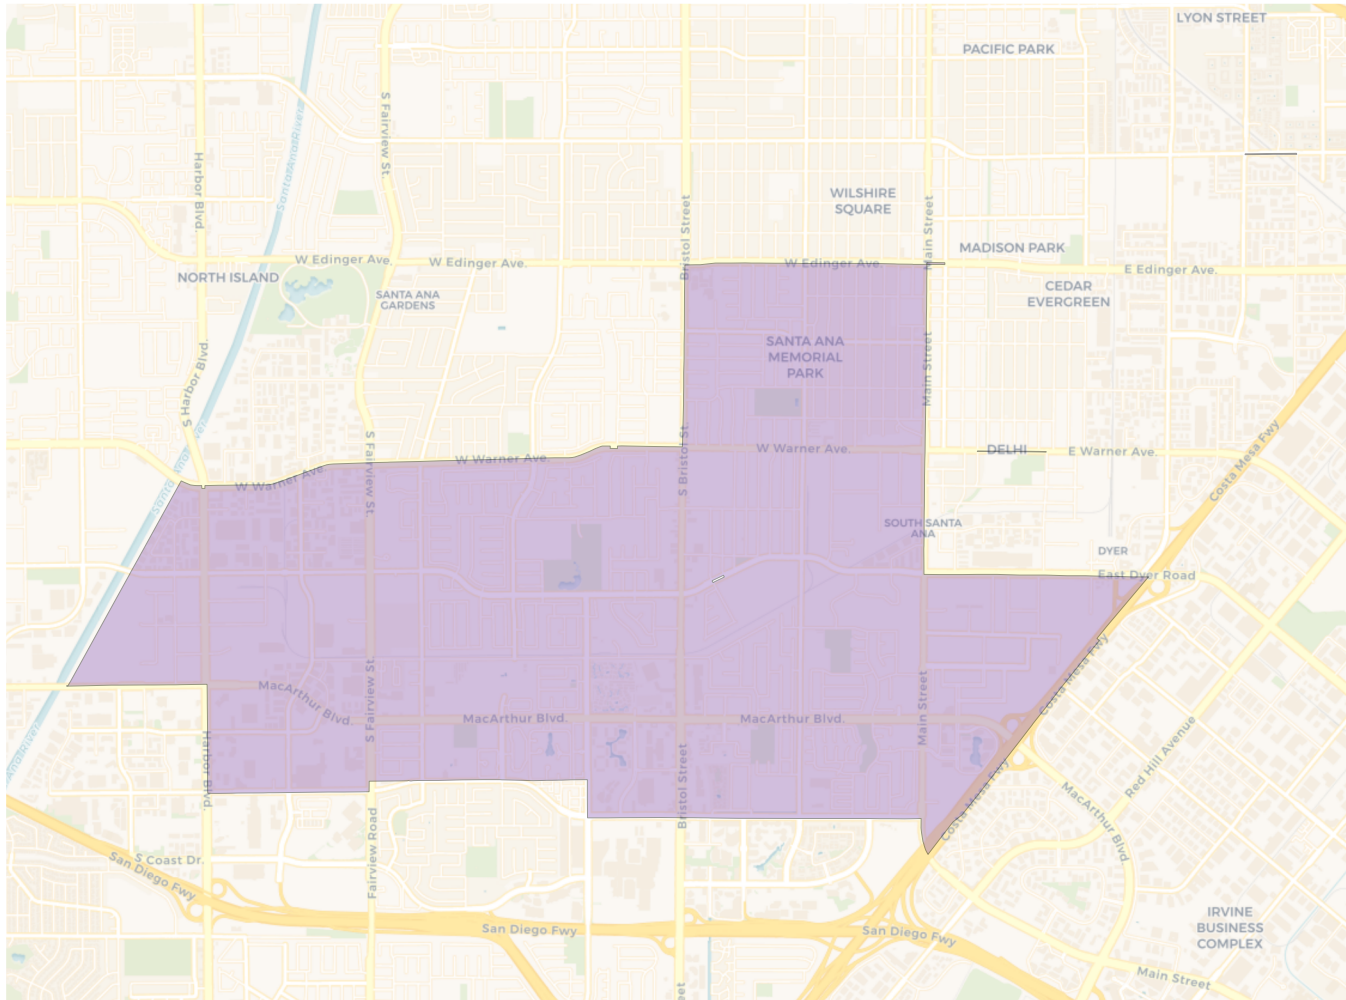 LYON STREET
PACIFIC PARK
S Fairview St.
SantaAnaRiver
Harbor Blvd.
WILSHIRE
SQUARE
Bristol Street
Main Street
MADISON PARK
W Edinger Ave.
W Edinger Ave.
W Edinger Ave.
E Edinger Ave.
NORTH ISLAND
SANTA ANA
GARDENS
CEDAR
EVERGREEN
SANTA ANA
MEMORIAL
PARK
Main Street
S Harbor Blvd.
S Fairview St
S Bristol St.
W Warner Ave
W Warner Ave.
W Warner Ave.
DELHI
E Warner Ave.
Costa Mesa Fwy
SOUTH SANTA
ANA
DYER
East Dyer Road
Costa Mesa Fwy
MacArthur Blvd.
S Fairview St.
MacArthur Blvd.
MacArthur Blvd.
Main Street
Harbor Blvd.
Bristol Street
Costa Mesa Fwy
Red Hill Avenue
MacArthur Blvd.
Fairview Road
S Coast Dr.
San Diego Fwy
San Diego Fwy
San Diego Fwy
IRVINE
BUSINESS
COMPLEX
Main Street